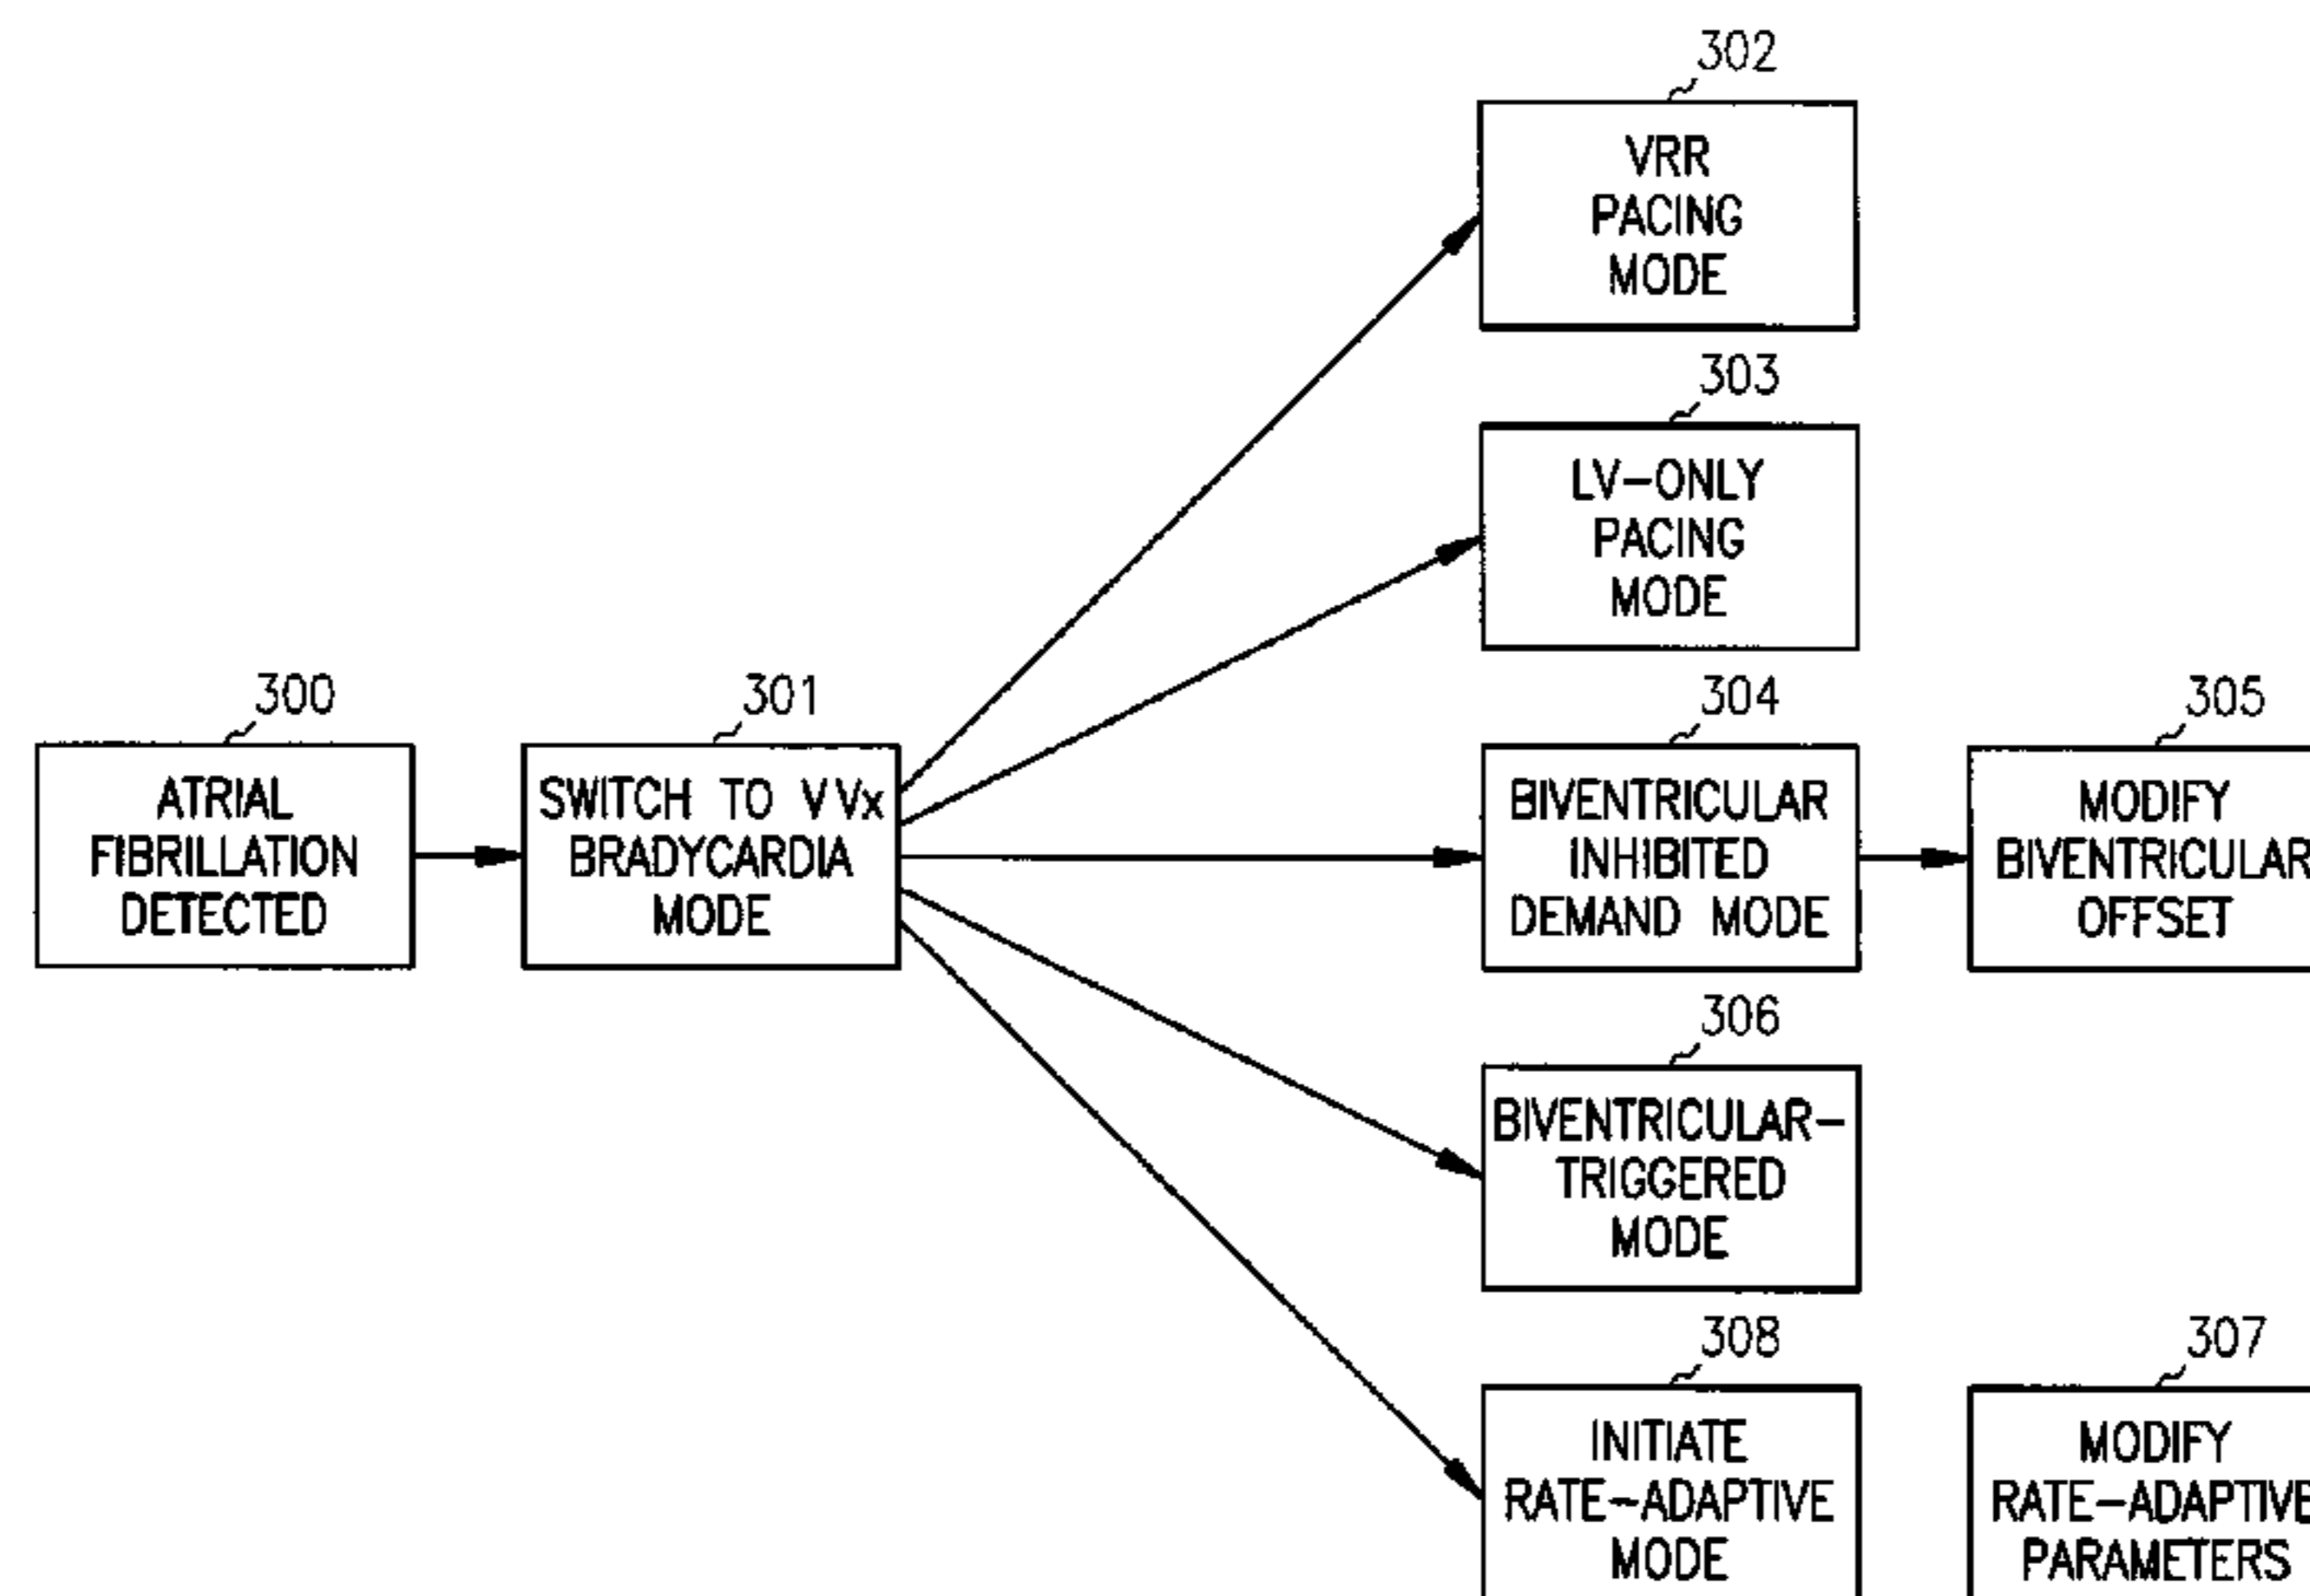 302
VRR
PACING
MODE
303
LV-ONLY
PACING
MODE
300
ATRIAL
FIBRILLATION
DETECTED
301
SWITCH TO VVx
BRADYCARDIA
MODE
304
BIVENTRICULAR
INHIBITED
DEMAND MODE
305
MODIFY
BIVENTRICULAR
OFFSET
306
BIVENTRICULAR-
TRIGGERED
MODE
308
INITIATE
RATE-ADAPTIVE
MODE
307
MODIFY
RATE-ADAPTIVE
PARAMETERS